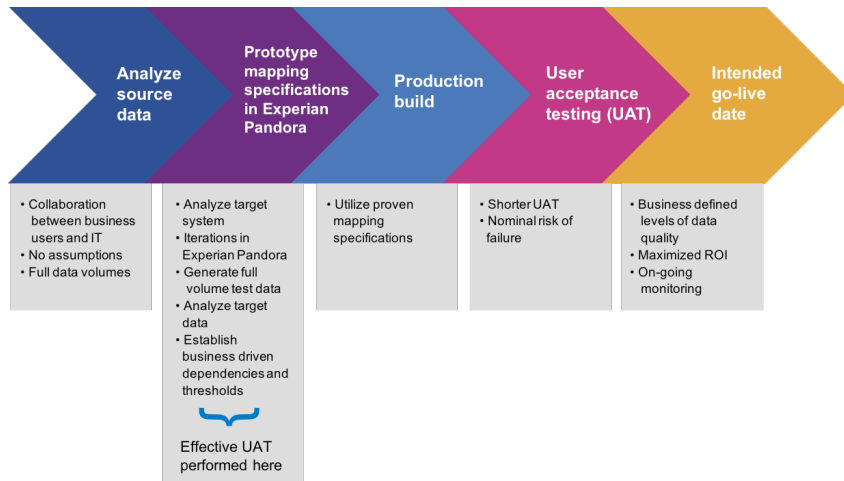 Analyze
source
data
Prototype
mapping
specifications
in Experian
Pandora
Production
build
User
acceptance
testing (UAT)
Intended
go-live
date
• Collaboration
between business
users and IT
• No assumptions
• Full data volumes
• Analyze target
system
• Iterations in
Experian Pandora
• Generate full
volume test data
• Analyze target
data
• Establish
business driven
dependencies and
thresholds
Effective UAT
performed here
• Utilize proven
mapping
specifications
• Shorter UAT
• Nominal risk of
failure
• Business defined
levels of data
quality
• Maximized ROI
• On-going
monitoring